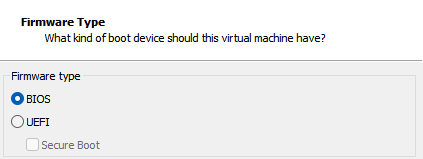 Firmware Type
What kind of boot device should this virtual machine have?
Firmware type
BIOS
UEFI
Secure Boot